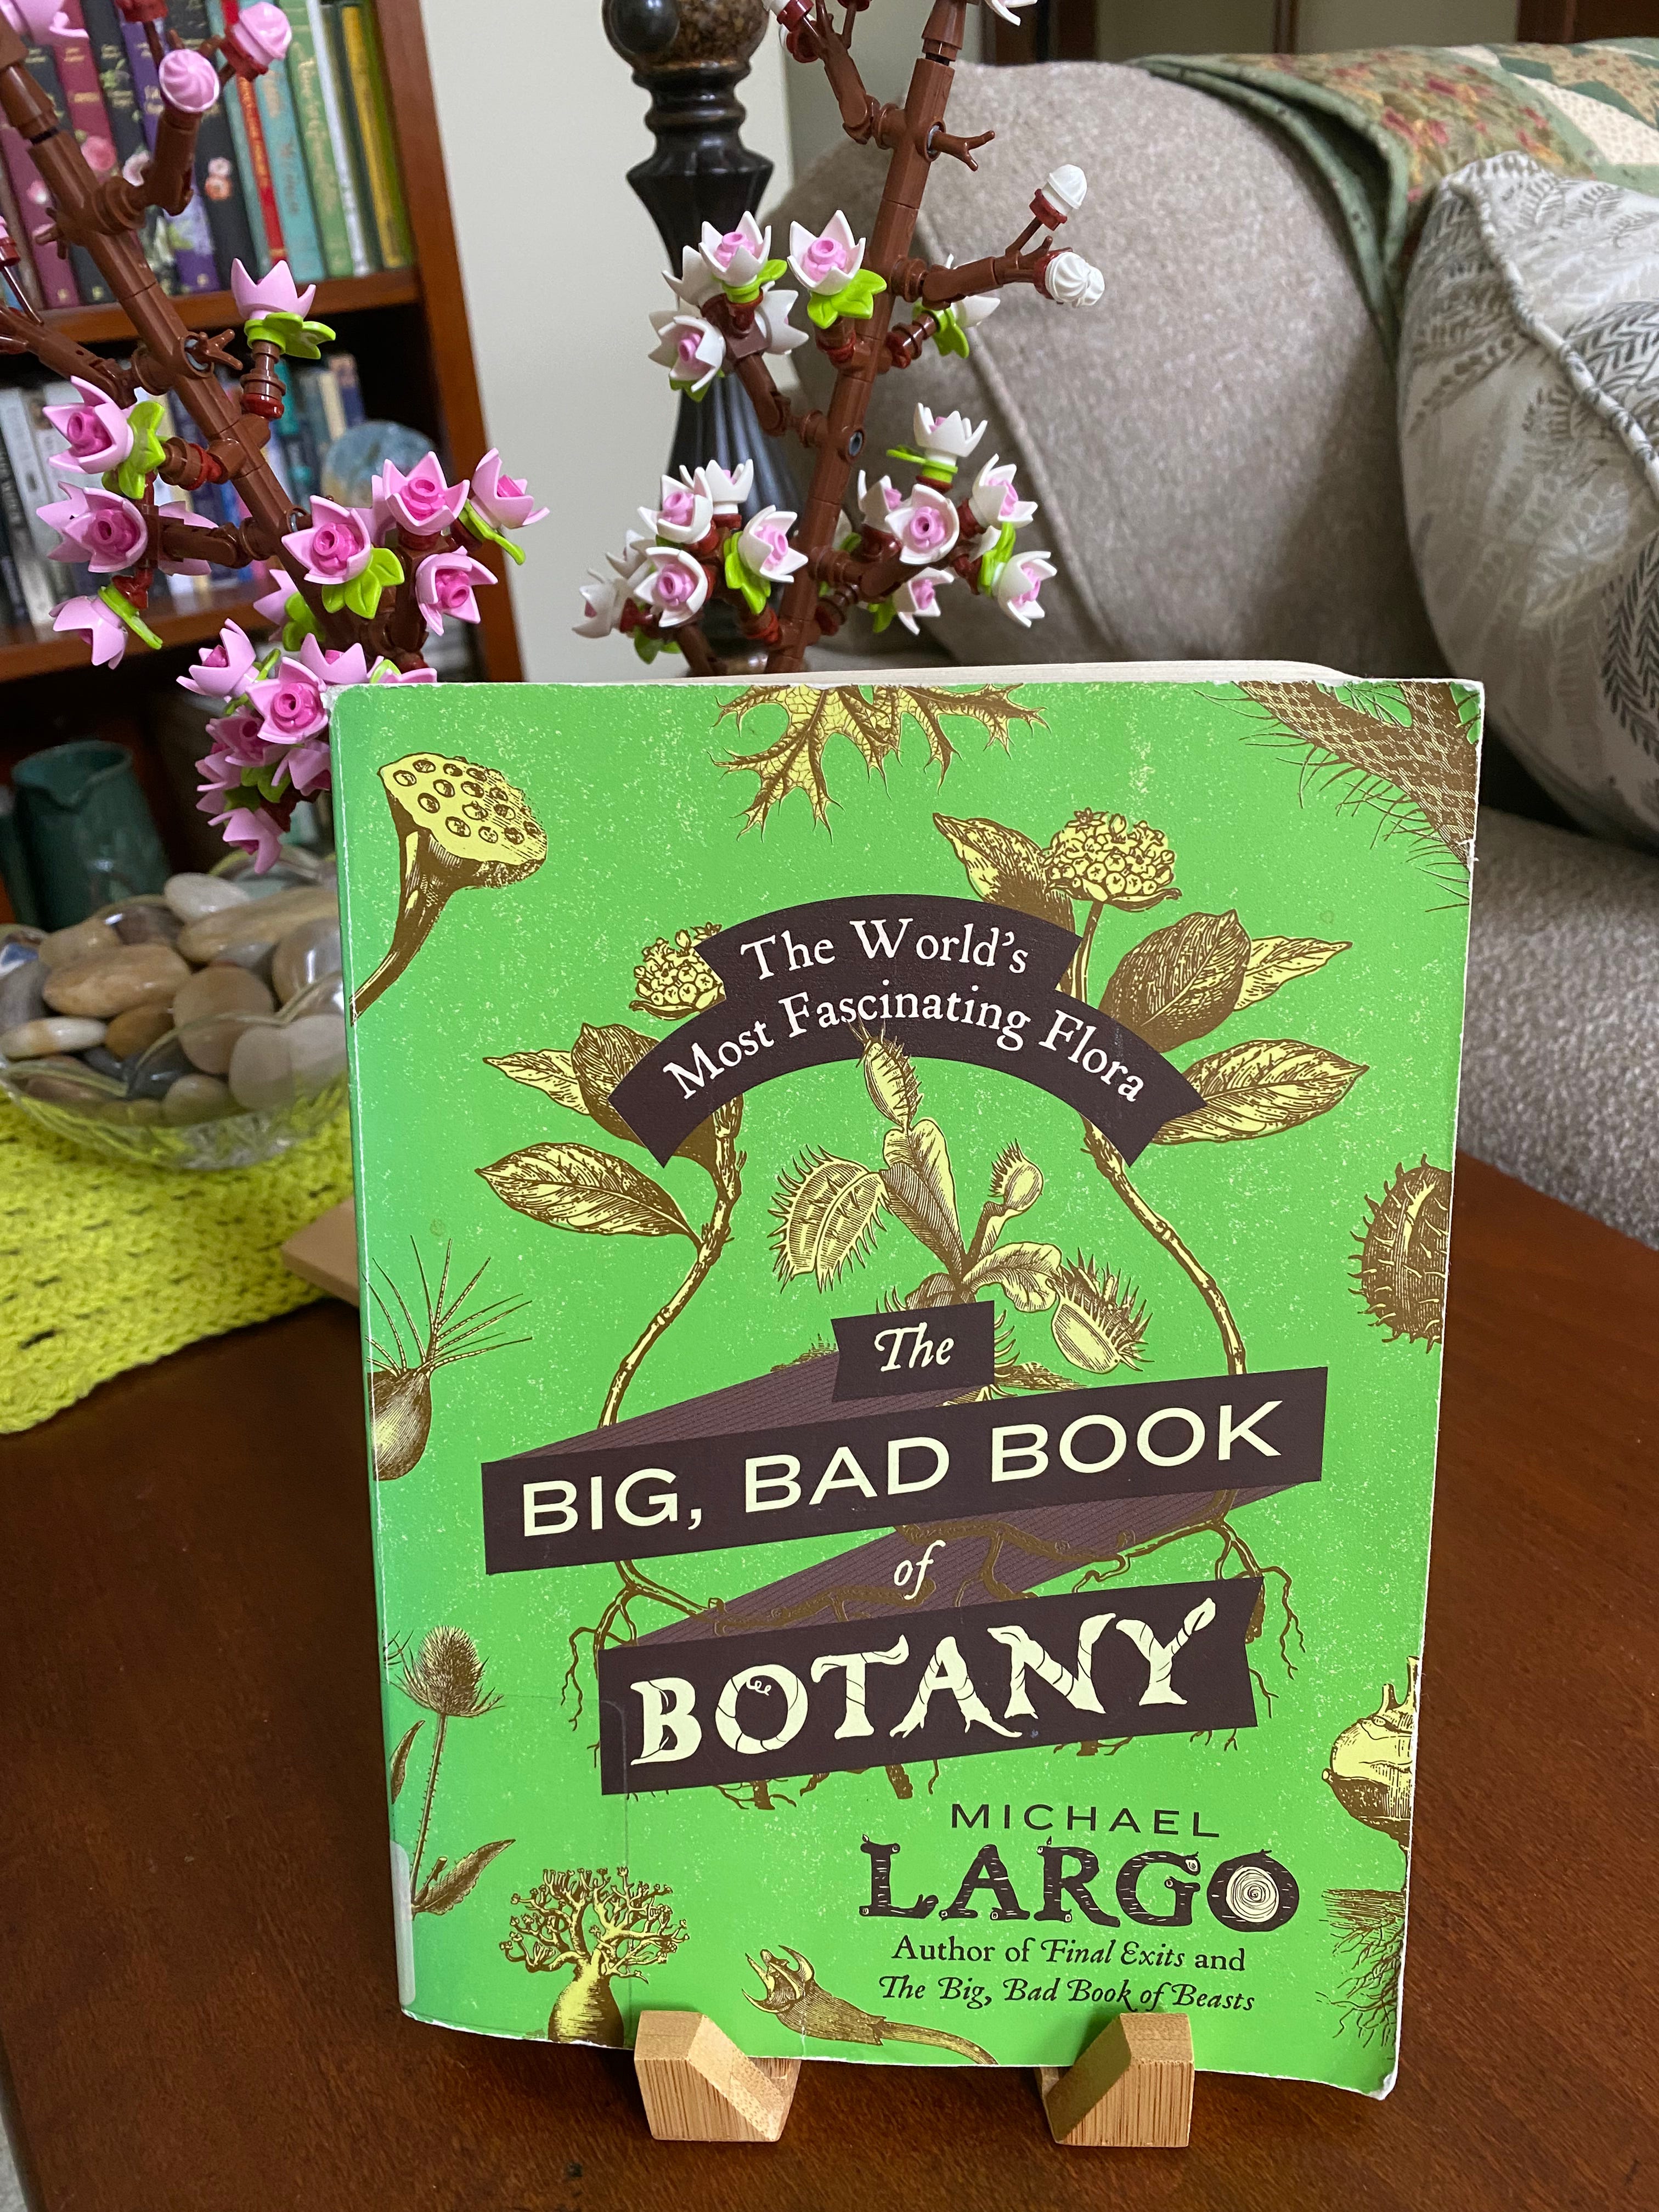 The World's
Most Fascinating Flora
The
BIG, BAD BOOK
of
BOTANY
MICHAEL
LARGO
Author of Final Exits and
The Big, Bad Book of Beasts